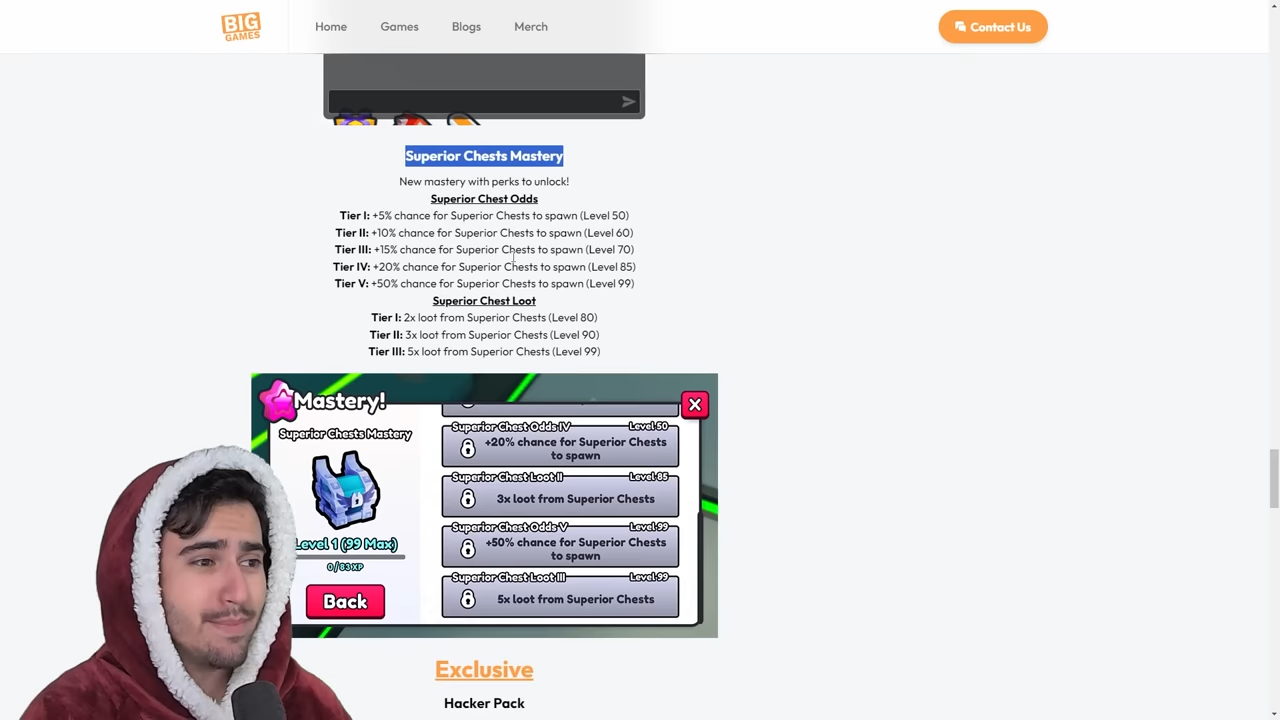 BIG
GAMES
Home
Games
Blogs
Merch
Contact Us
Superior Chests Mastery
New mastery with perks to unlock!
Superior Chest Odds
Tier I: +5% chance for Superior Chests to spawn (Level 50)
Tier II: +10% chance for Superior Chests to spawn (Level 60)
Tier III: +15% chance for Superior Chests to spawn (Level 70)
Tier IV: +20% chance for Superior Chests to spawn (Level 85)
Tier V: +50% chance for Superior Chests to spawn (Level 99)
Superior Chest Loot
Tier I: 2x loot from Superior Chests (Level 80)
Tier II: 3x loot from Superior Chests (Level 90)
Tier III: 5x loot from Superior Chests (Level 99)
Mastery!
Superior Chests Mastery
Level 1 (99 Max)
0/83 XP
Back
Superior Chest Odds IV
Level 50
+20% chance for Superior Chests
to spawn
Superior Chest Loot II
Level 85
3x loot from Superior Chests
Superior Chest Odds V
Level 99
+50% chance for Superior Chests
to spawn
Superior Chest Loot III
Level 99
5x loot from Superior Chests
Exclusive
Hacker Pack